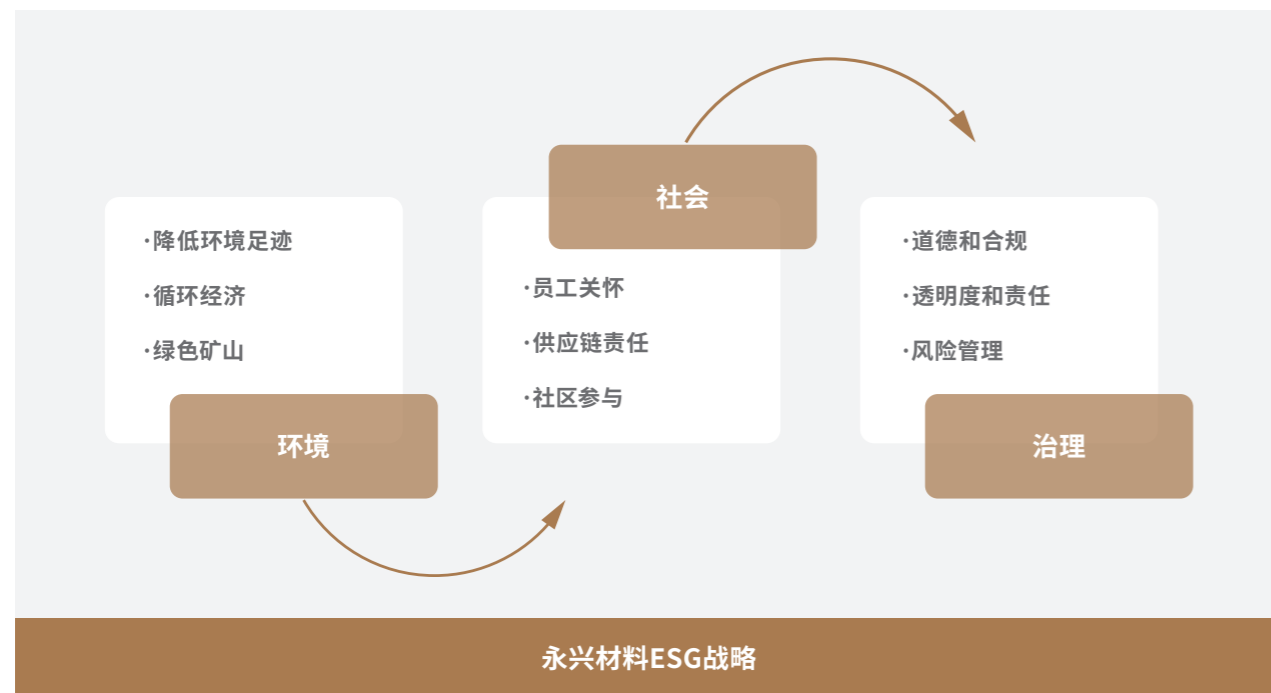 ·降低环境足迹
·循环经济
·绿色矿山
环境
社会
·员工关怀
·供应链责任
·社区参与
·道德和合规
·透明度和责任
·风险管理
治理
永兴材料ESG战略